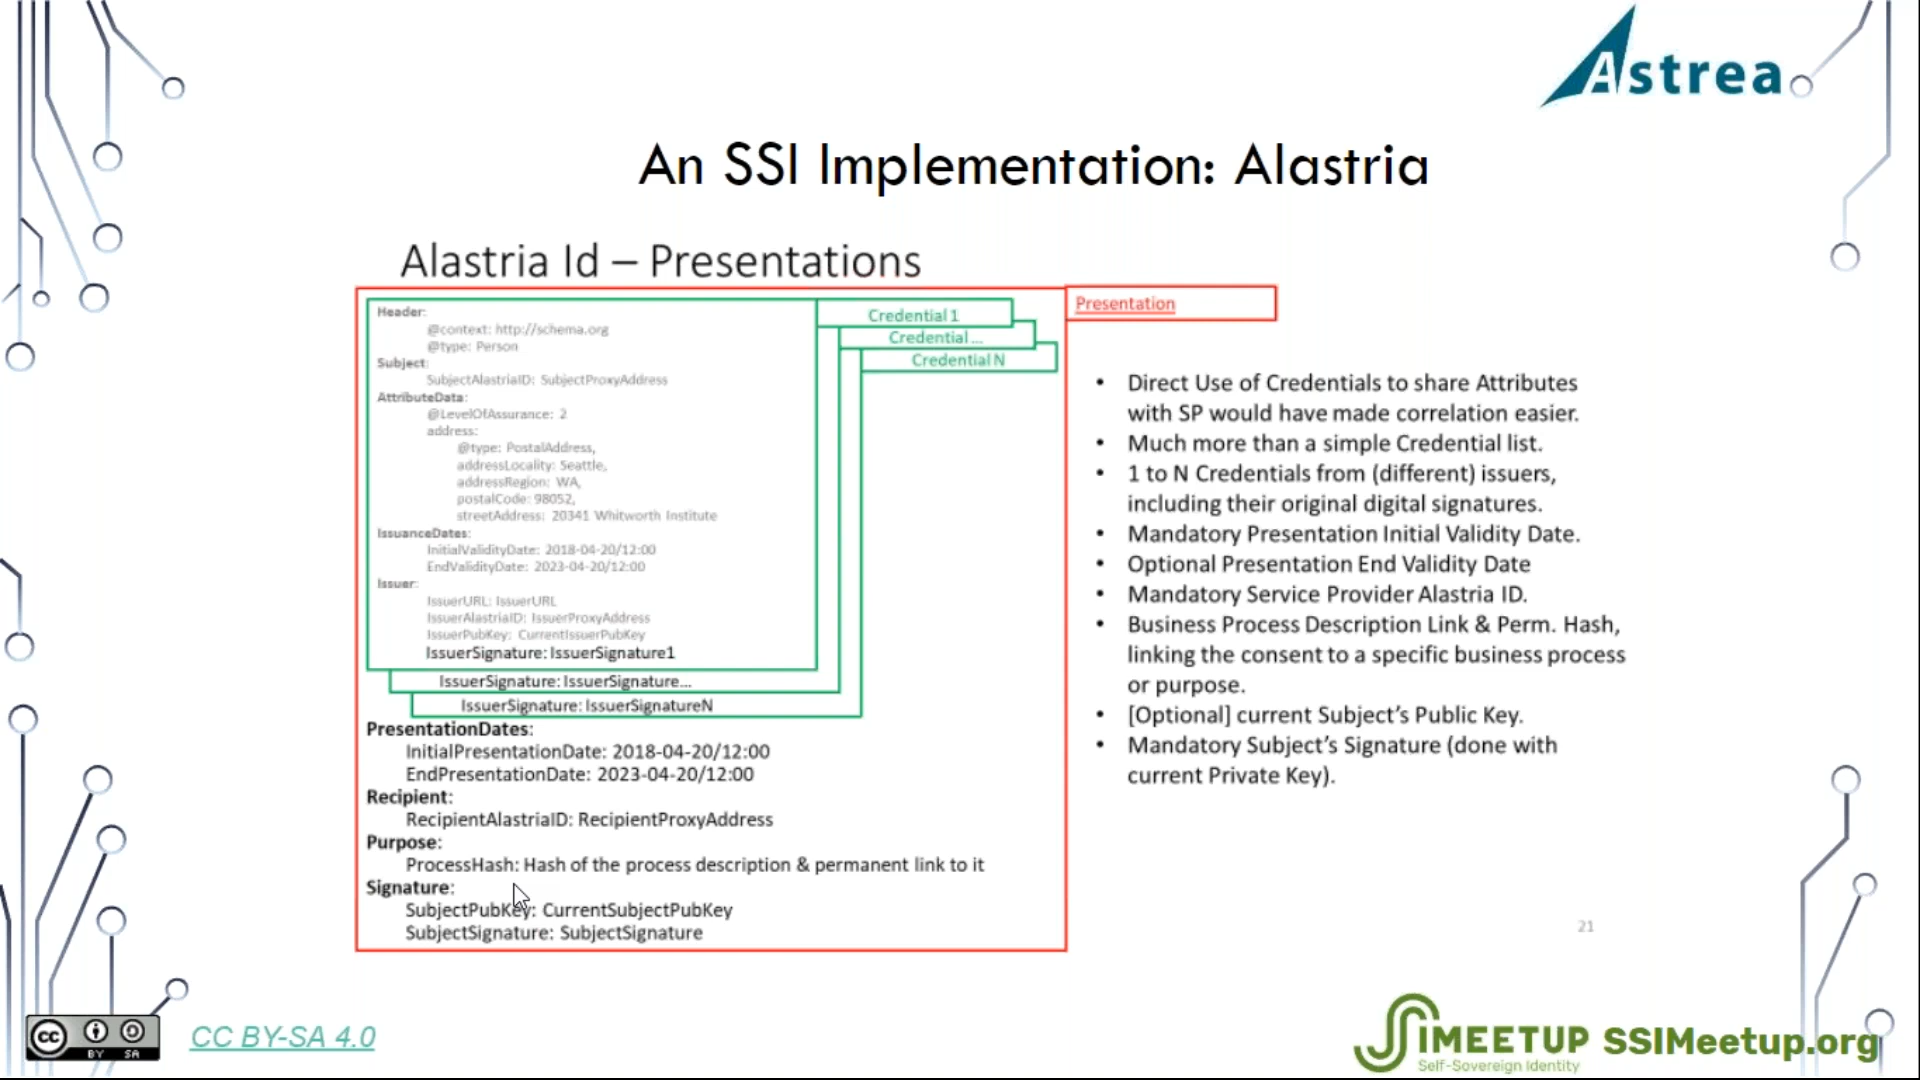 Astrea
An SSI Implementation: Alastria
Alastria Id – Presentations
Presentation
Credential 1
Credential ...
Credential N
Header:
@context: http://schema.org
@type: Person
Subject:
SubjectAlastriaID: SubjectProxyAddress
AttributeData:
@LevelOfAssurance: 2
address:
@type: PostalAddress,
addressLocality: Seattle,
addressRegion: WA,
postalCode: 98052,
streetAddress: 20341 Whitworth Institute
IssuanceDates:
InitialValidityDate: 2018-04-20/12:00
EndValidityDate: 2023-04-20/12:00
Issuer:
IssuerURL: IssuerURL
IssuerAlastriaID: IssuerProxyAddress
IssuerPubKey: CurrentIssuerPubKey
IssuerSignature: IssuerSignature1
IssuerSignature: IssuerSignature...
IssuerSignature: IssuerSignatureN
PresentationDates:
InitialPresentationDate: 2018-04-20/12:00
EndPresentationDate: 2023-04-20/12:00
Recipient:
RecipientAlastriaID: RecipientProxyAddress
Purpose:
ProcessHash: Hash of the process description & permanent link to it
Signature:
SubjectPubKey: CurrentSubjectPubKey
SubjectSignature: SubjectSignature
• Direct Use of Credentials to share Attributes
with SP would have made correlation easier.
• Much more than a simple Credential list.
• 1 to N Credentials from (different) issuers,
including their original digital signatures.
• Mandatory Presentation Initial Validity Date.
• Optional Presentation End Validity Date
• Mandatory Service Provider Alastria ID.
• Business Process Description Link & Perm. Hash,
linking the consent to a specific business process
or purpose.
• [Optional] current Subject's Public Key.
• Mandatory Subject's Signature (done with
current Private Key).
21
cc BY SA
CC BY-SA 4.0
SSIMEETUP
Self-Sovereign Identity
SSIMeetup.org